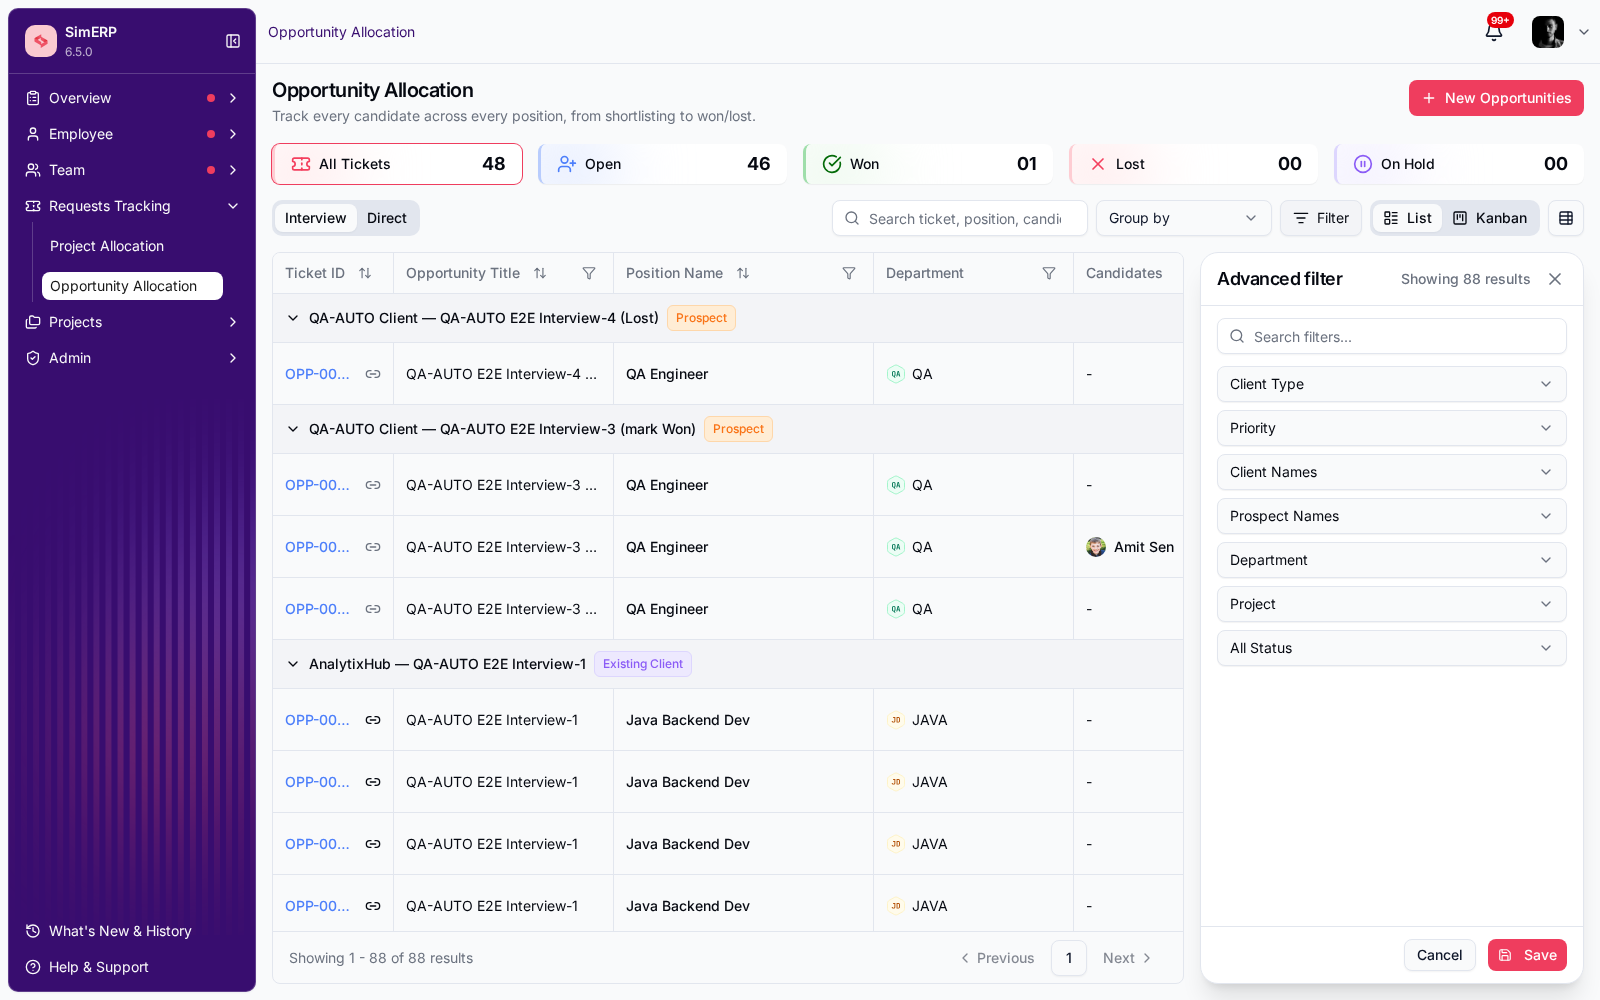 SimERP
6.5.0
Overview
Employee
Team
Requests Tracking
Project Allocation
Opportunity Allocation
Projects
Admin
What's New & History
Help & Support
Opportunity Allocation
99+
Opportunity Allocation
Track every candidate across every position, from shortlisting to won/lost.
New Opportunities
All Tickets 48
Open 46
Won 01
Lost 00
On Hold 00
Interview Direct
Search ticket, position, candi
Group by
Filter
List Kanban
Ticket ID Opportunity Title Position Name Department Candidates
QA-AUTO Client — QA-AUTO E2E Interview-4 (Lost) Prospect
OPP-00... QA-AUTO E2E Interview-4 ... QA Engineer QA QA -
QA-AUTO Client — QA-AUTO E2E Interview-3 (mark Won) Prospect
OPP-00... QA-AUTO E2E Interview-3 ... QA Engineer QA QA -
OPP-00... QA-AUTO E2E Interview-3 ... QA Engineer QA QA Amit Sen
OPP-00... QA-AUTO E2E Interview-3 ... QA Engineer QA QA -
AnalytixHub — QA-AUTO E2E Interview-1 Existing Client
OPP-00... QA-AUTO E2E Interview-1 Java Backend Dev JD JAVA -
OPP-00... QA-AUTO E2E Interview-1 Java Backend Dev JD JAVA -
OPP-00... QA-AUTO E2E Interview-1 Java Backend Dev JD JAVA -
OPP-00... QA-AUTO E2E Interview-1 Java Backend Dev JD JAVA -
Showing 1 - 88 of 88 results
Previous 1 Next
Advanced filter Showing 88 results
Search filters...
Client Type
Priority
Client Names
Prospect Names
Department
Project
All Status
Cancel Save